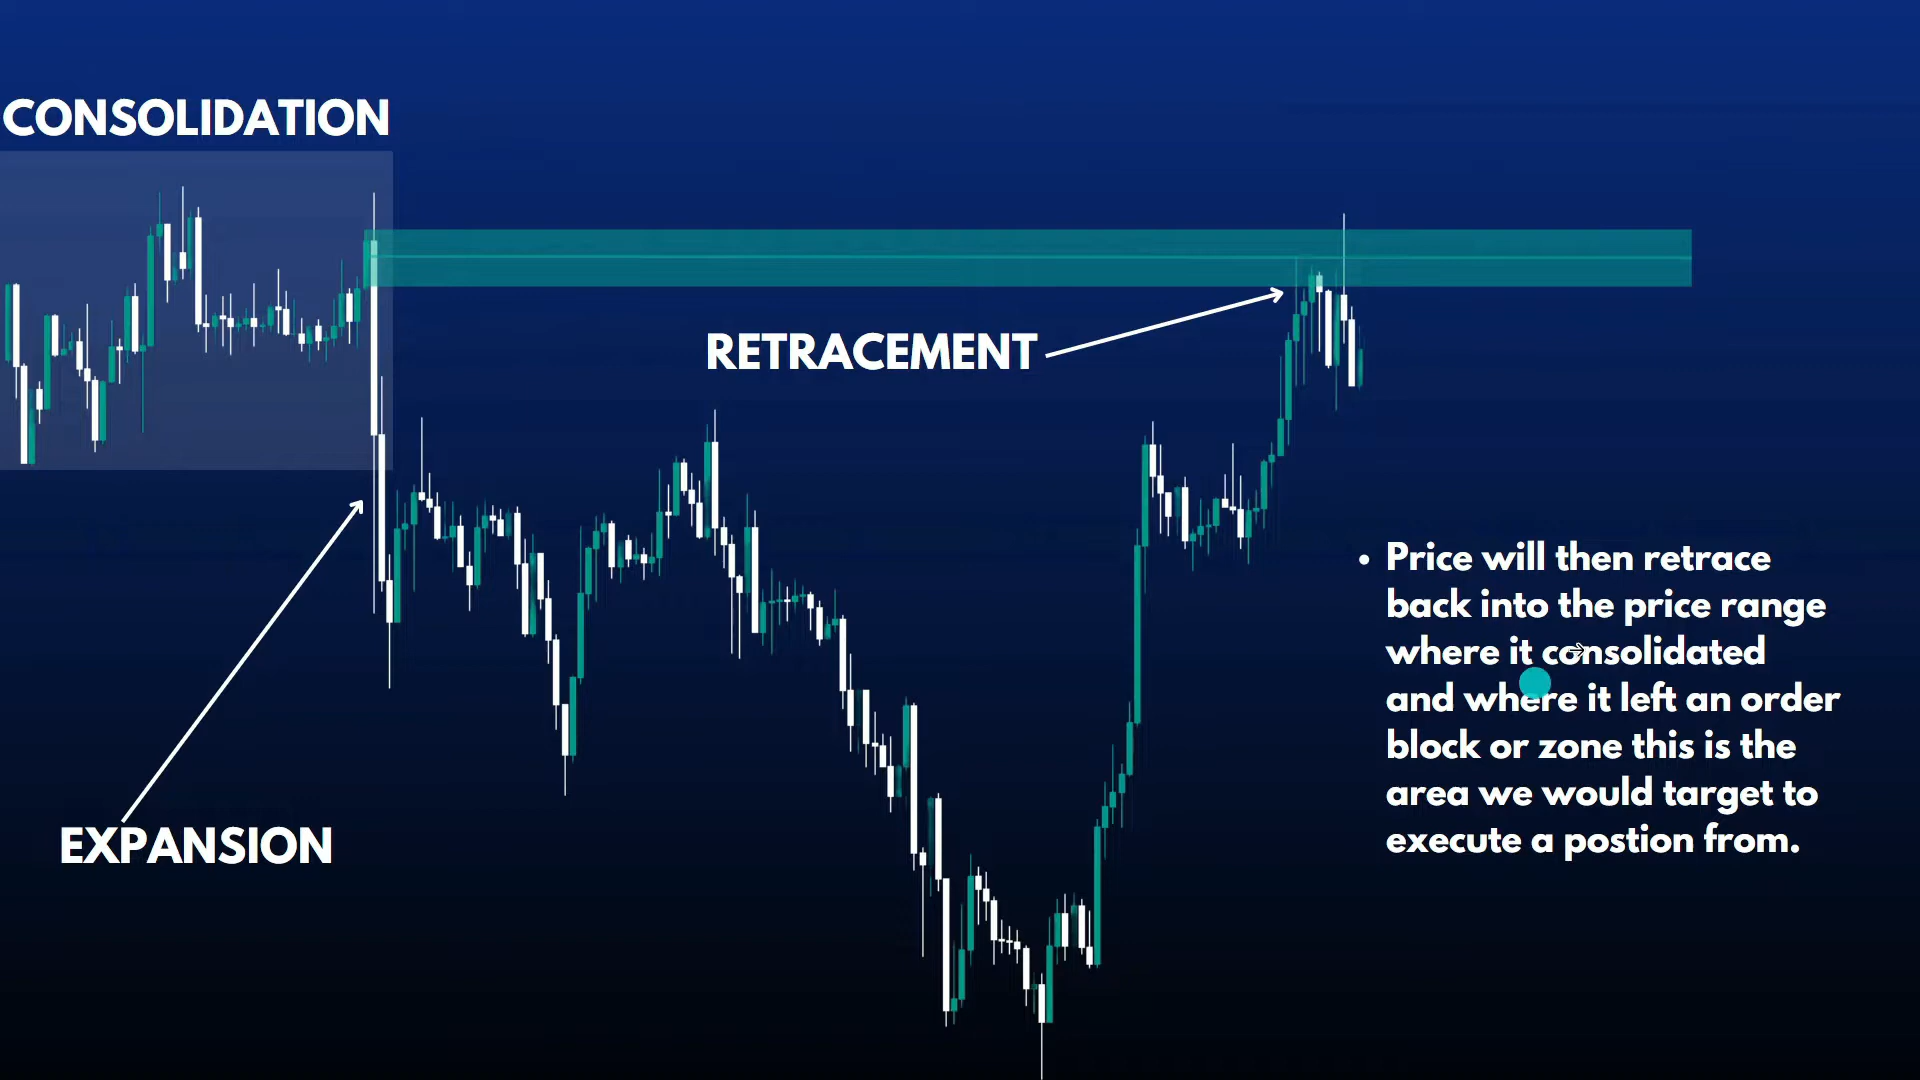 CONSOLIDATION
RETRACEMENT
EXPANSION
• Price will then retrace
back into the price range
where it consolidated
and where it left an order
block or zone this is the
area we would target to
execute a postion from.